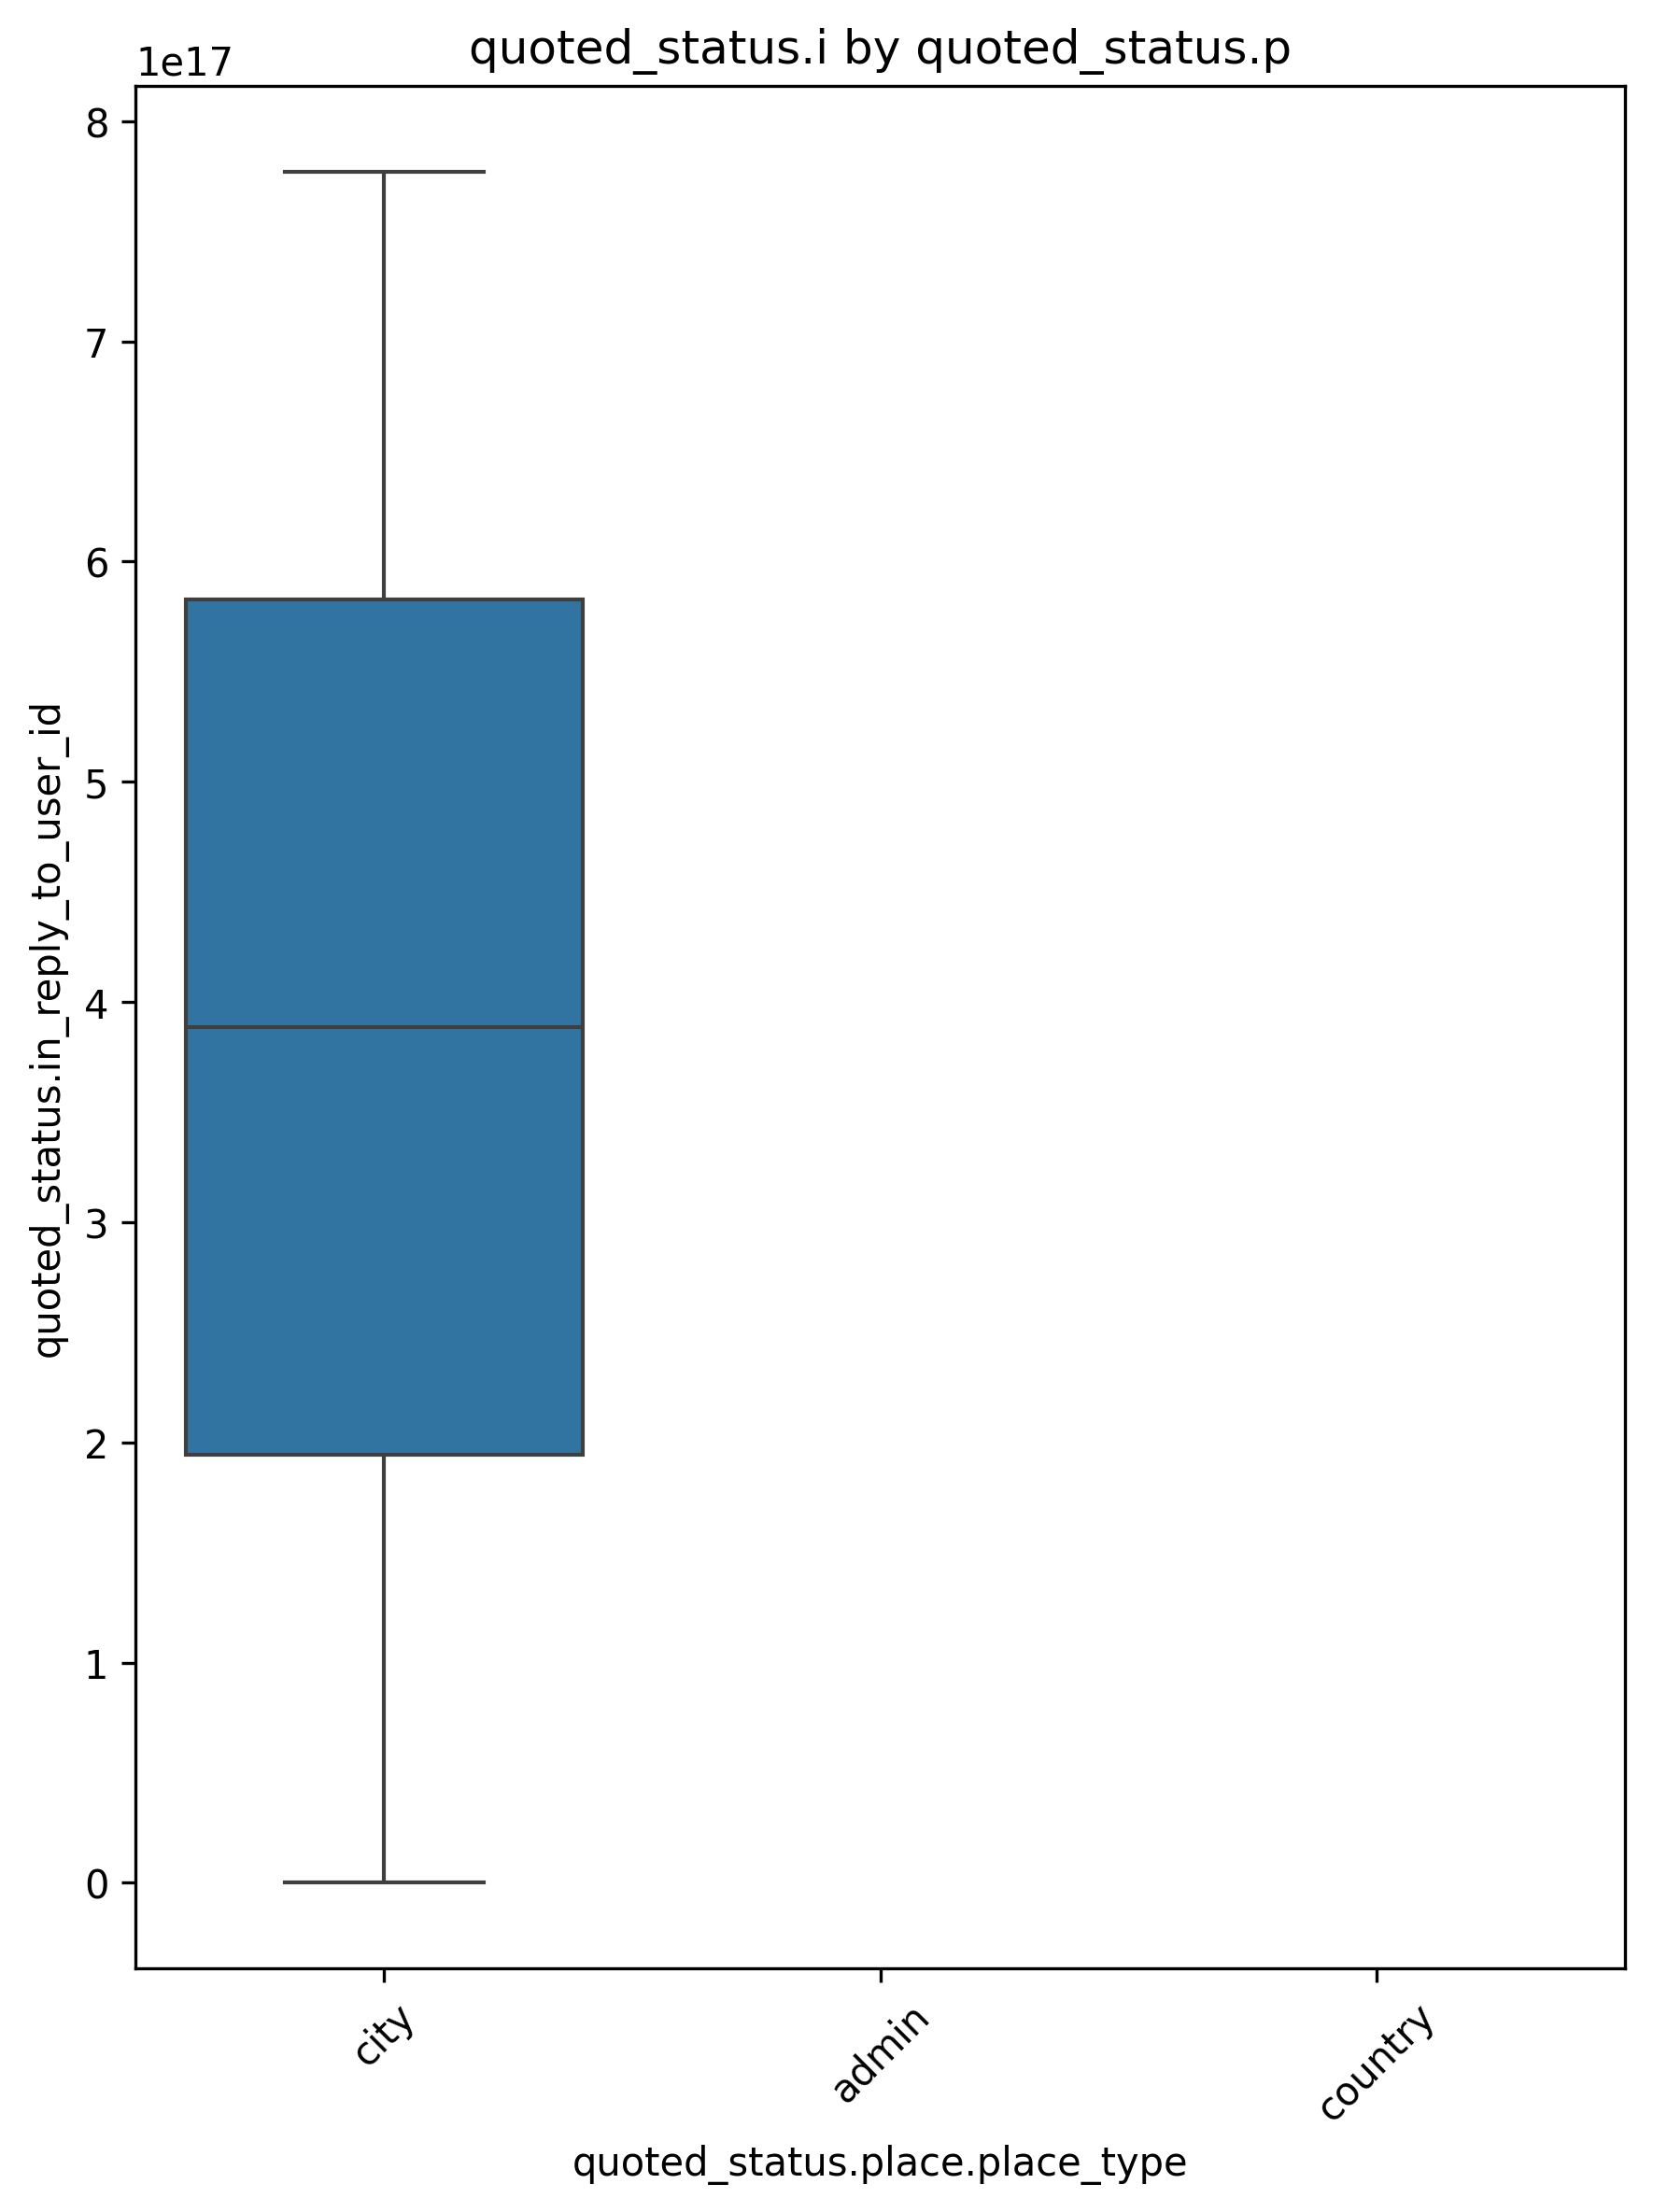 quoted_status.i by quoted_status.p
1e17
8
7
6
5
4
3
2
1
0
quoted_status.in_reply_to_user_id
city
admin
country
quoted_status.place.place_type